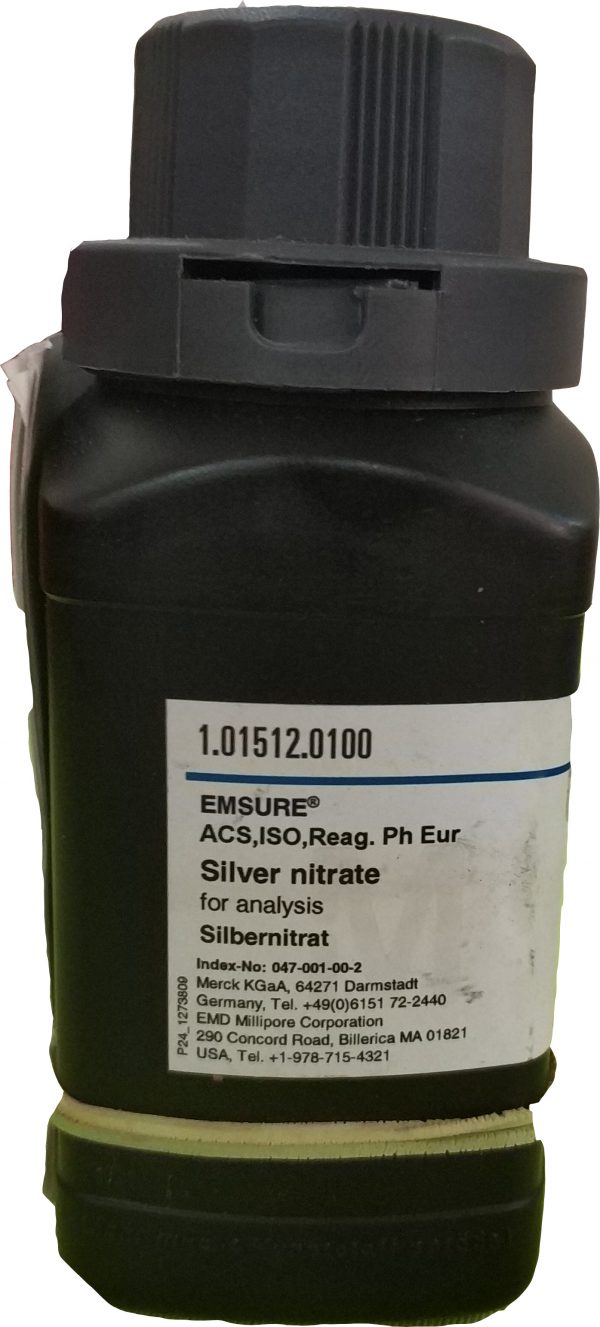 1.01512.0100
EMSURE®
ACS,ISO,Reag. Ph Eur
Silver nitrate
for analysis
Silbernitrat
Index-No: 047-001-00-2
Merck KGaA, 64271 Darmstadt
Germany, Tel. +49(0)6151 72-2440
EMD Millipore Corporation
290 Concord Road, Billerica MA 01821
USA, Tel. +1-978-715-4321
P24_1273809